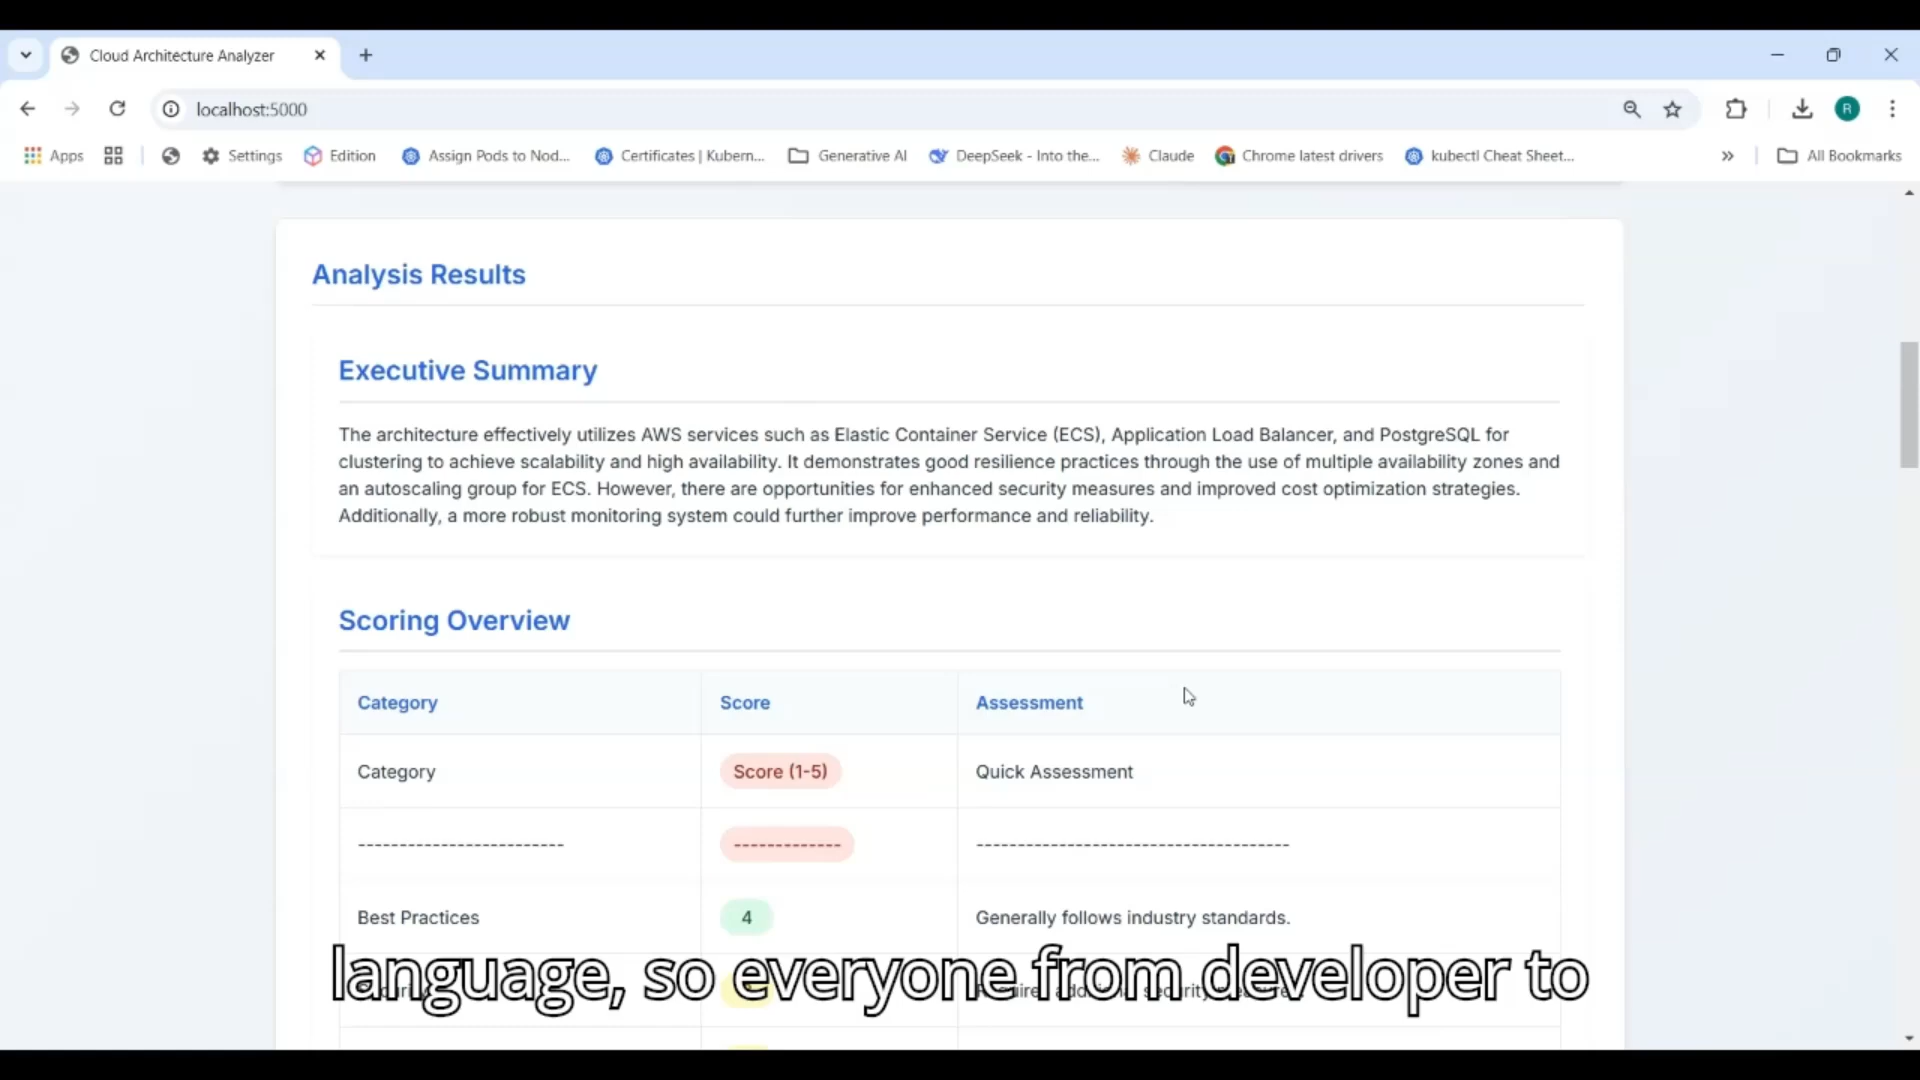 Cloud Architecture Analyzer
localhost:5000
R
Apps
Settings
Edition
Assign Pods to Nod...
Certificates | Kubern...
Generative AI
DeepSeek - Into the...
Claude
Chrome latest drivers
kubectl Cheat Sheet...
All Bookmarks
Analysis Results
Executive Summary
The architecture effectively utilizes AWS services such as Elastic Container Service (ECS), Application Load Balancer, and PostgreSQL for
clustering to achieve scalability and high availability. It demonstrates good resilience practices through the use of multiple availability zones and
an autoscaling group for ECS. However, there are opportunities for enhanced security measures and improved cost optimization strategies.
Additionally, a more robust monitoring system could further improve performance and reliability.
Scoring Overview
Category Score Assessment
Category Score (1-5) Quick Assessment
------------------------- ------------- --------------------------------------
Best Practices 4 Generally follows industry standards.
language, so everyone from developer to